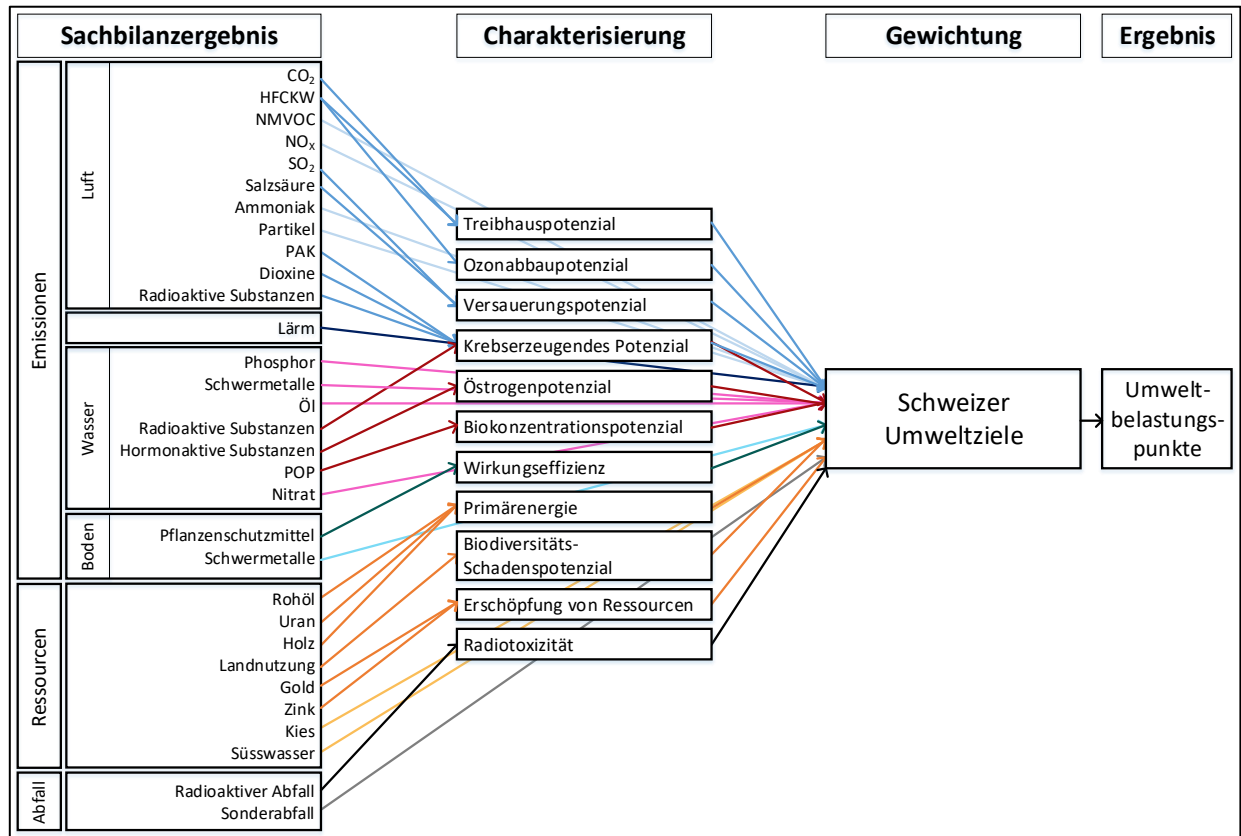 Sachbilanzergebnis
Charakterisierung
Gewichtung
Ergebnis
Emissionen
Luft
CO₂
HFCKW
NMVOC
NOₓ
SO₂
Salzsäure
Ammoniak
Partikel
PAK
Dioxine
Radioaktive Substanzen
Lärm
Wasser
Phosphor
Schwermetalle
Öl
Radioaktive Substanzen
Hormonaktive Substanzen
POP
Nitrat
Boden
Pflanzenschutzmittel
Schwermetalle
Ressourcen
Rohöl
Uran
Holz
Landnutzung
Gold
Zink
Kies
Süsswasser
Abfall
Radioaktiver Abfall
Sonderabfall
Treibhauspotenzial
Ozonabbaupotenzial
Versauerungspotenzial
Krebserzeugendes Potenzial
Östrogenpotenzial
Biokonzentrationspotenzial
Wirkungseffizienz
Primärenergie
Biodiversitäts-
Schadenspotenzial
Erschöpfung von Ressourcen
Radiotoxizität
Schweizer
Umweltziele
Umwelt-
belastungs-
punkte